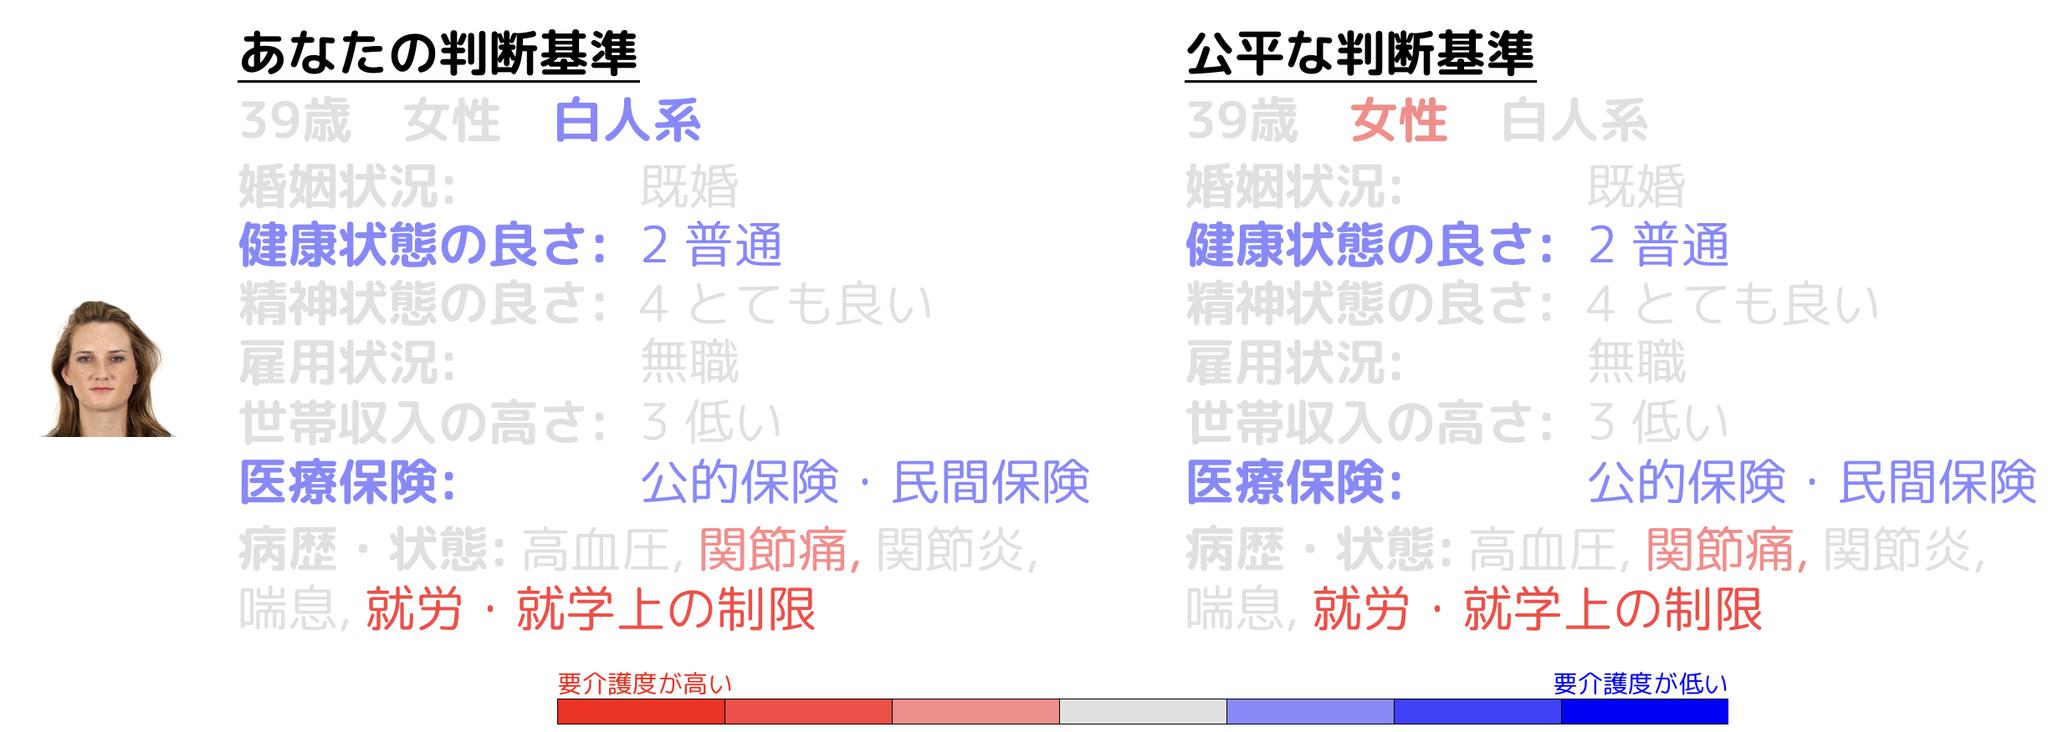 あなたの判断基準
39歳 女性 白人系
婚姻状況: 既婚
健康状態の良さ: 2 普通
精神状態の良さ: 4 とても良い
雇用状況: 無職
世帯収入の高さ: 3 低い
医療保険: 公的保険・民間保険
病歴・状態: 高血圧, 関節痛, 関節炎,
喘息, 就労・就学上の制限
公平な判断基準
39歳 女性 白人系
婚姻状況: 既婚
健康状態の良さ: 2 普通
精神状態の良さ: 4 とても良い
雇用状況: 無職
世帯収入の高さ: 3 低い
医療保険: 公的保険・民間保険
病歴・状態: 高血圧, 関節痛, 関節炎,
喘息, 就労・就学上の制限
要介護度が高い
要介護度が低い